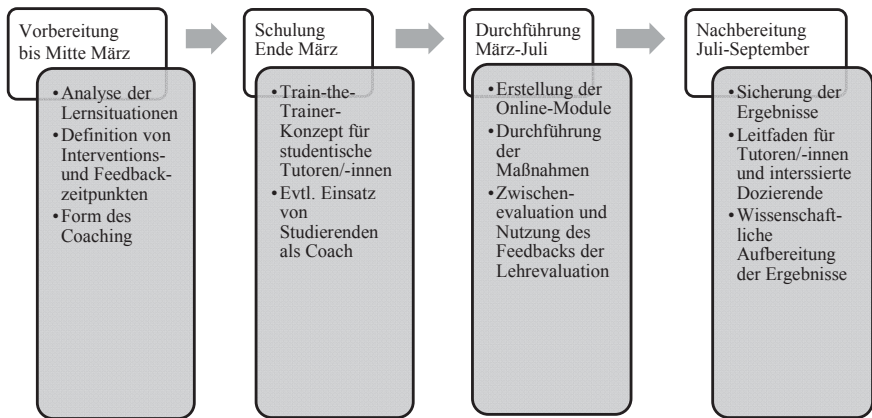 Vorbereitung
bis Mitte März
•Analyse der
Lernsituationen
•Definition von
Interventions-
und Feedback-
zeitpunkten
•Form des
Coaching
Schulung
Ende März
•Train-the-
Trainer-
Konzept für
studentische
Tutoren/-innen
•Evtl. Einsatz
von
Studierenden
als Coach
Durchführung
März-Juli
•Erstellung der
Online-Module
•Durchführung
der
Maßnahmen
•Zwischen-
evaluation und
Nutzung des
Feedbacks der
Lehrevaluation
Nachbereitung
Juli-September
•Sicherung der
Ergebnisse
•Leitfaden für
Tutoren/-innen
und interssierte
Dozierende
•Wissenschaft-
liche
Aufbereitung
der Ergebnisse